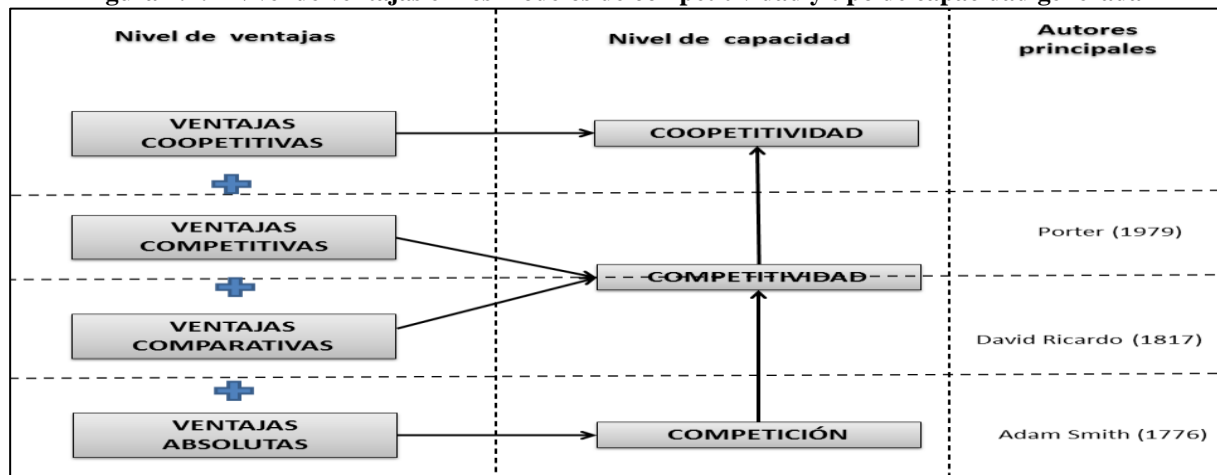 Nivel de ventajas
Nivel de capacidad
Autores
principales
VENTAJAS
COOPETITIVAS
COOPETITIVIDAD
VENTAJAS
COMPETITIVAS
Porter (1979)
COMPETITIVIDAD
VENTAJAS
COMPARATIVAS
David Ricardo (1817)
VENTAJAS
ABSOLUTAS
COMPETICIÓN
Adam Smith (1776)